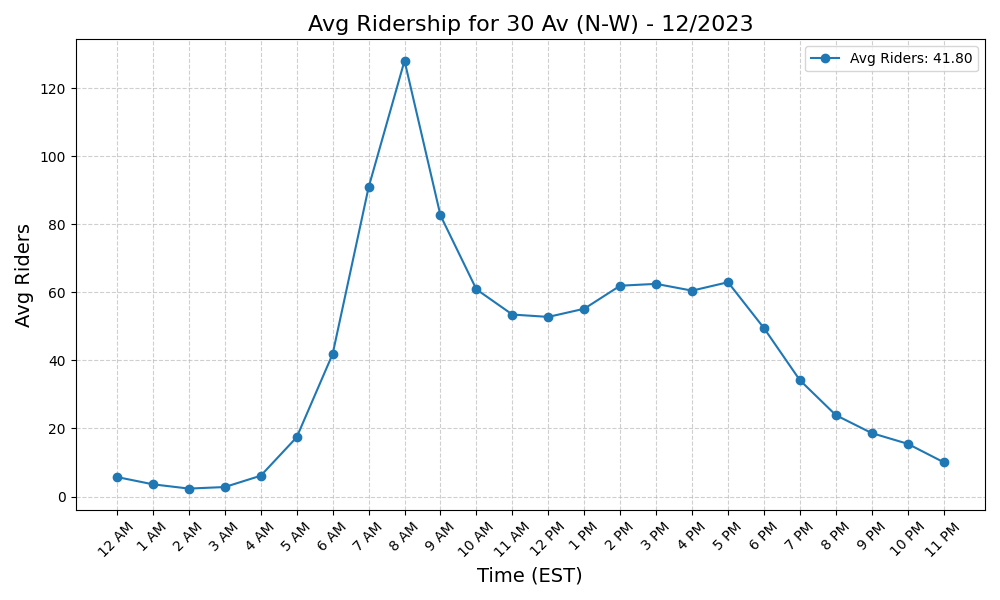 Avg Ridership for 30 Av (N-W) - 12/2023
Avg Riders: 41.80
Avg Riders
120
100
80
60
40
20
0
12 AM
1 AM
2 AM
3 AM
4 AM
5 AM
6 AM
7 AM
8 AM
9 AM
10 AM
11 AM
12 PM
1 PM
2 PM
3 PM
4 PM
5 PM
6 PM
7 PM
8 PM
9 PM
10 PM
11 PM
Time (EST)